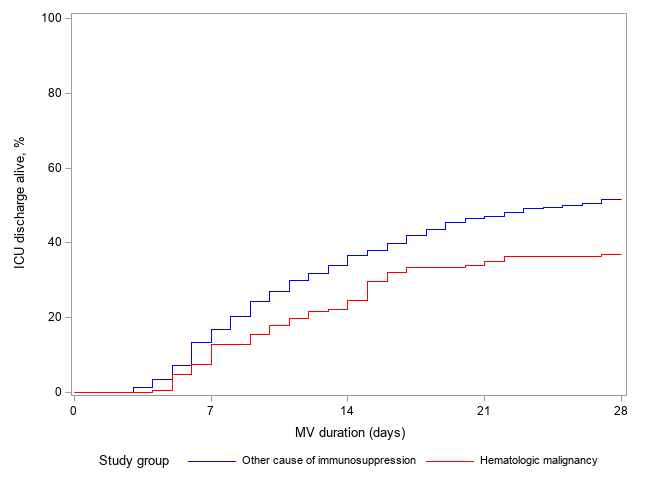 100
80
60
40
20
0
ICU discharge alive, %
0 7 14 21 28
MV duration (days)
Study group Other cause of immunosuppression Hematologic malignancy